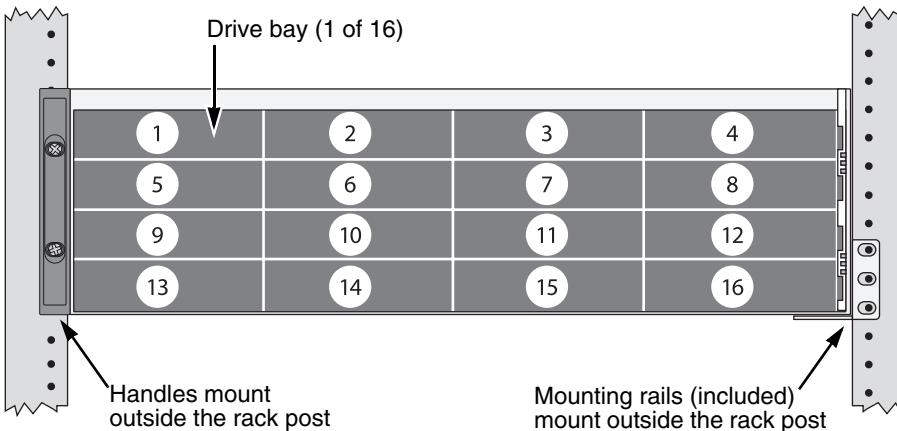 Drive bay (1 of 16)
1 2 3 4
5 6 7 8
9 10 11 12
13 14 15 16
Handles mount
outside the rack post
Mounting rails (included)
mount outside the rack post